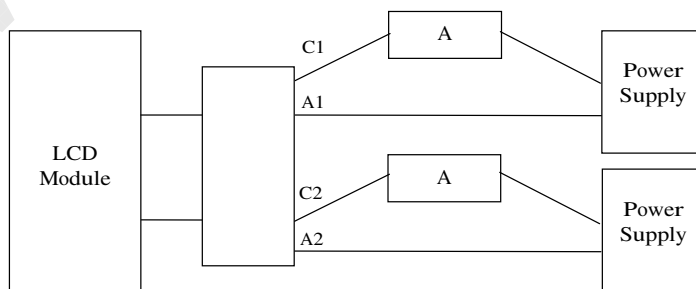 C1
A
Power
Supply
A1
LCD
Module
C2
A
Power
Supply
A2